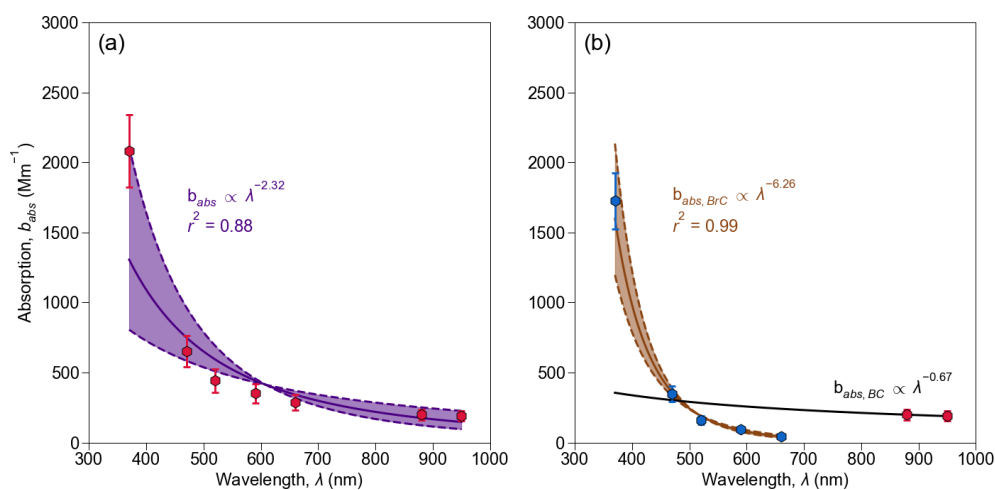 (a)
Absorption, b_abs (Mm⁻¹)
3000
2500
2000
1500
1000
500
0
b_abs ∝ λ^−2.32
r² = 0.88
300 400 500 600 700 800 900 1000
Wavelength, λ (nm)
(b)
3000
2500
2000
1500
1000
500
0
b_abs, BrC ∝ λ^−6.26
r² = 0.99
b_abs, BC ∝ λ^−0.67
300 400 500 600 700 800 900 1000
Wavelength, λ (nm)